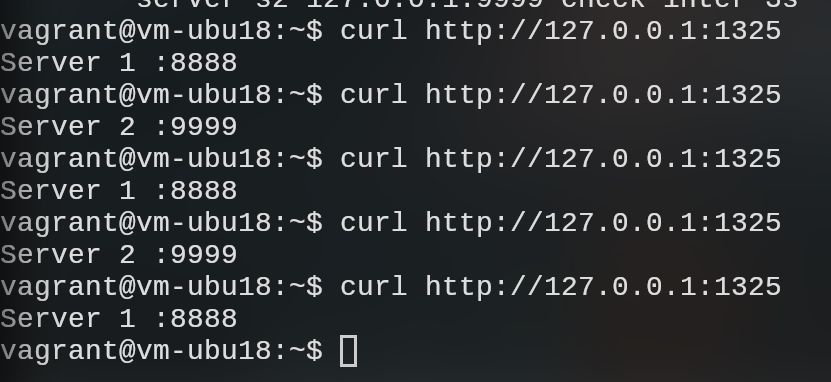 server s2 127.0.0.1:9999 check inter 3s
vagrant@vm-ubu18:~$ curl http://127.0.0.1:1325
Server 1 :8888
vagrant@vm-ubu18:~$ curl http://127.0.0.1:1325
Server 2 :9999
vagrant@vm-ubu18:~$ curl http://127.0.0.1:1325
Server 1 :8888
vagrant@vm-ubu18:~$ curl http://127.0.0.1:1325
Server 2 :9999
vagrant@vm-ubu18:~$ curl http://127.0.0.1:1325
Server 1 :8888
vagrant@vm-ubu18:~$